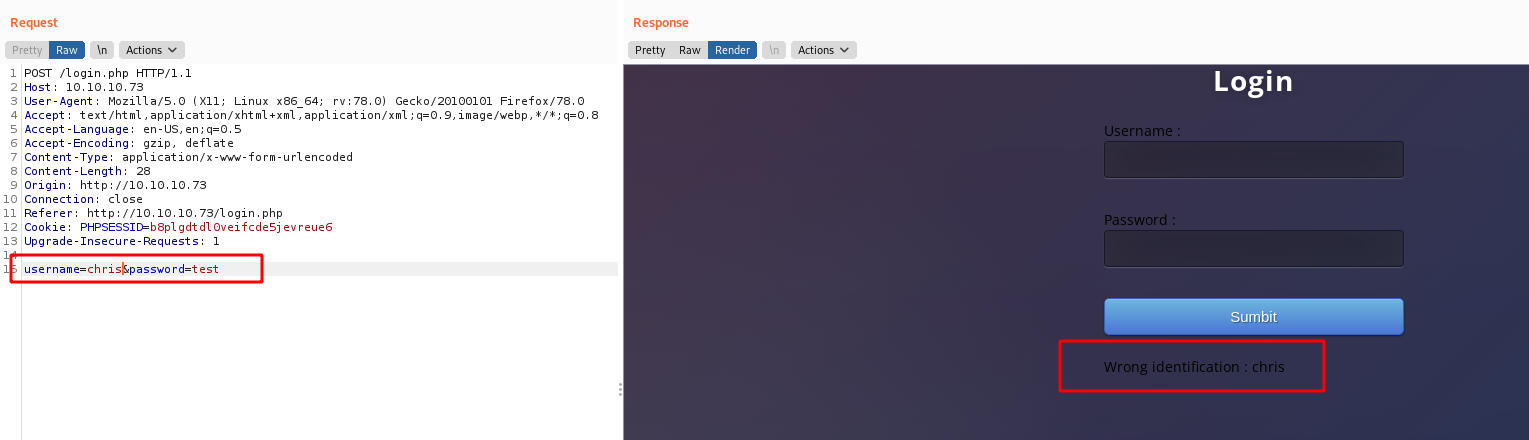 Request
Pretty Raw \n Actions
1 POST /login.php HTTP/1.1
2 Host: 10.10.10.73
3 User-Agent: Mozilla/5.0 (X11; Linux x86_64; rv:78.0) Gecko/20100101 Firefox/78.0
4 Accept: text/html,application/xhtml+xml,application/xml;q=0.9,image/webp,*/*;q=0.8
5 Accept-Language: en-US,en;q=0.5
6 Accept-Encoding: gzip, deflate
7 Content-Type: application/x-www-form-urlencoded
8 Content-Length: 28
9 Origin: http://10.10.10.73
10 Connection: close
11 Referer: http://10.10.10.73/login.php
12 Cookie: PHPSESSID=b8plgdtdl0veifcde5jevreue6
13 Upgrade-Insecure-Requests: 1
14
15 username=chris&password=test
Response
Pretty Raw Render \n Actions
Login
Username :
Password :
Sumbit
Wrong identification : chris